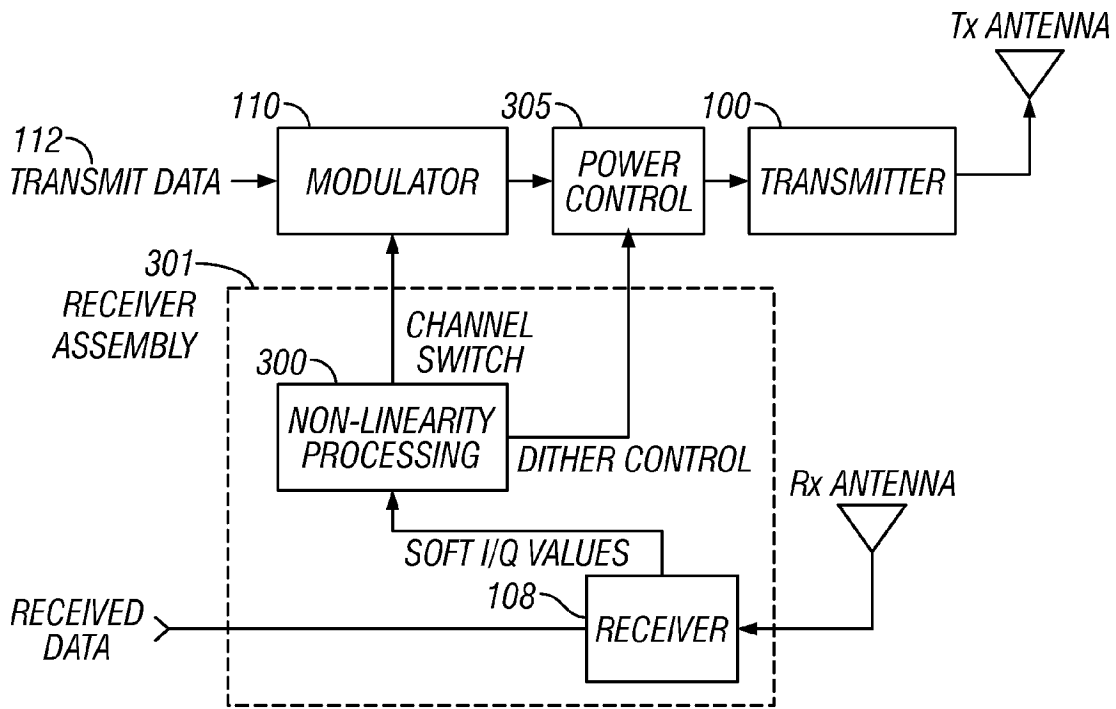 Tx ANTENNA
110
305
100
112
TRANSMIT DATA
MODULATOR
POWER
CONTROL
TRANSMITTER
301
RECEIVER
ASSEMBLY
CHANNEL
SWITCH
300
NON-LINEARITY
PROCESSING
DITHER CONTROL
Rx ANTENNA
SOFT I/Q VALUES
108
RECEIVED
DATA
RECEIVER